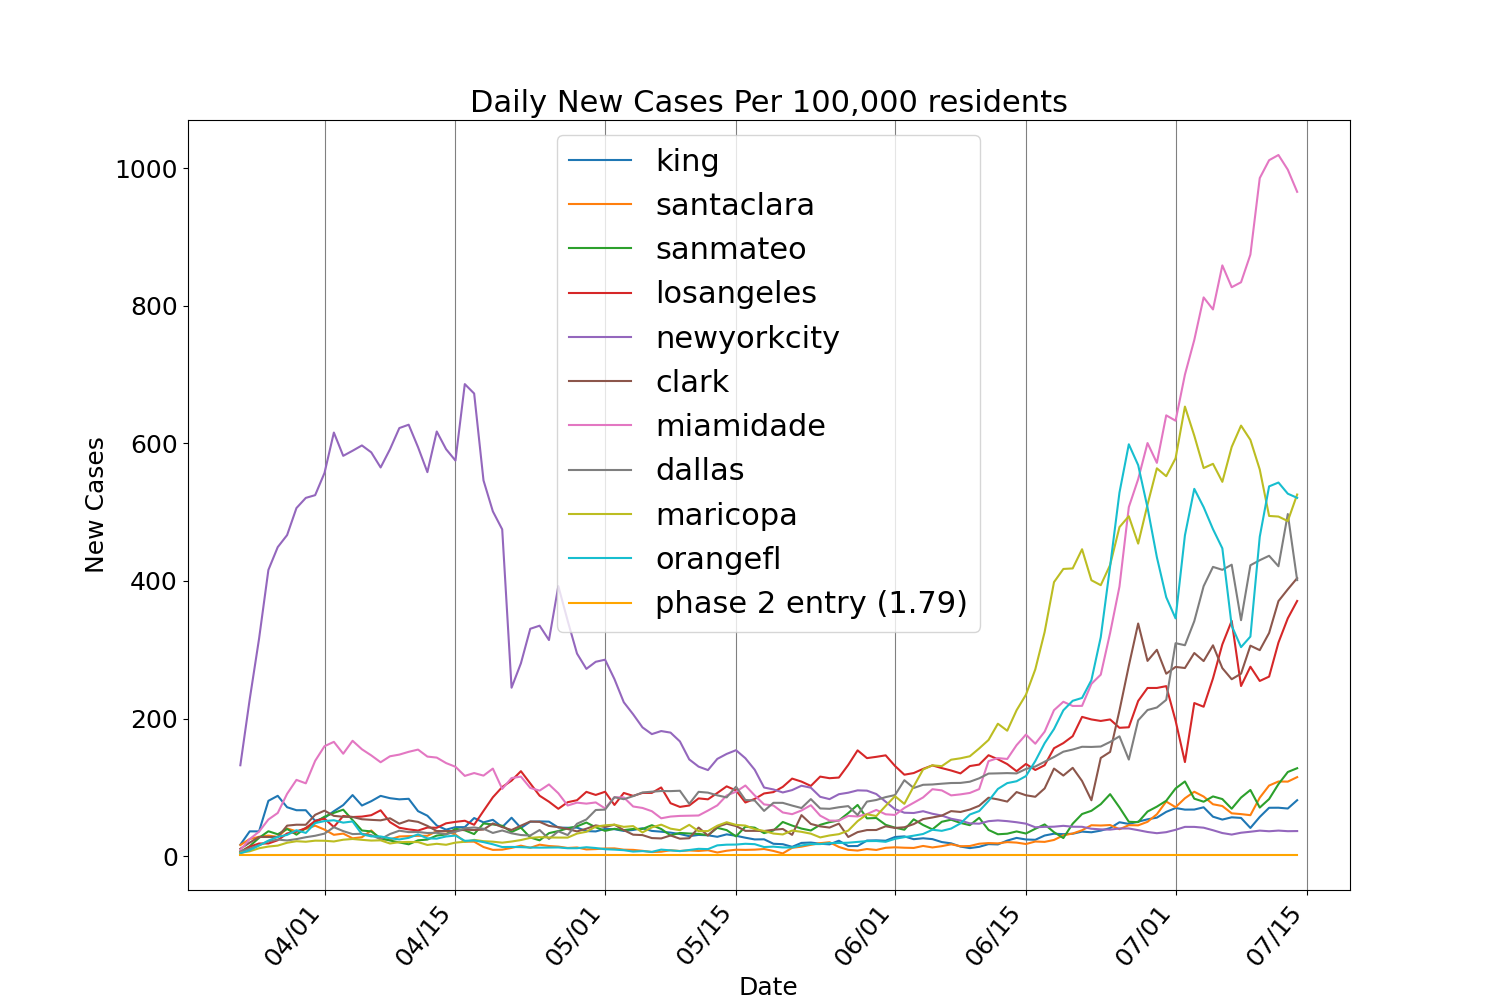 Daily New Cases Per 100,000 residents
king
santaclara
sanmateo
losangeles
newyorkcity
clark
miamidade
dallas
maricopa
orangefl
phase 2 entry (1.79)
1000
800
600
400
200
0
New Cases
04/01
04/15
05/01
05/15
06/01
06/15
07/01
07/15
Date